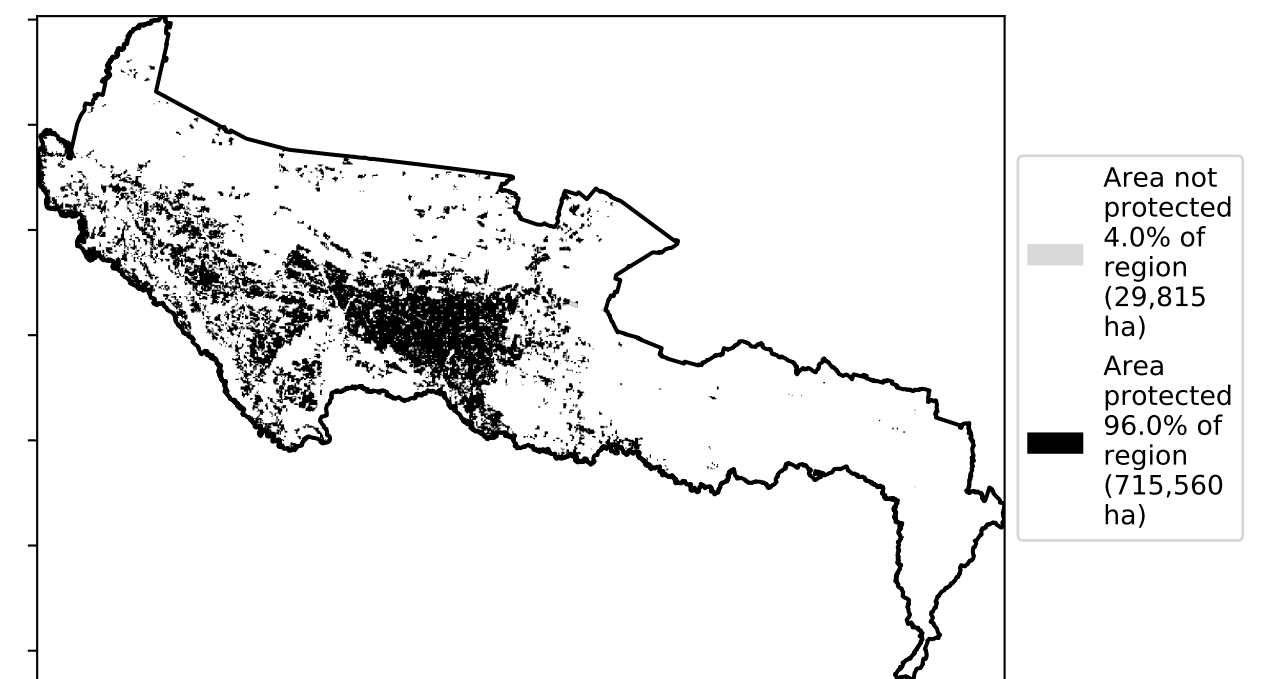 Area not
protected
4.0% of
region
(29,815
ha)
Area
protected
96.0% of
region
(715,560
ha)